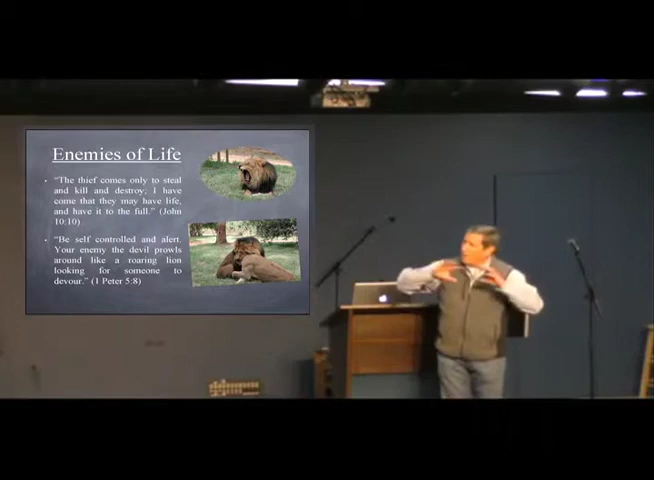 Enemies of Life
"The thief comes only to steal
and kill and destroy; I have
come that they may have life,
and have it to the full." (John
10:10)
"Be self controlled and alert.
Your enemy the devil prowls
around like a roaring lion
looking for someone to
devour." (1 Peter 5:8)